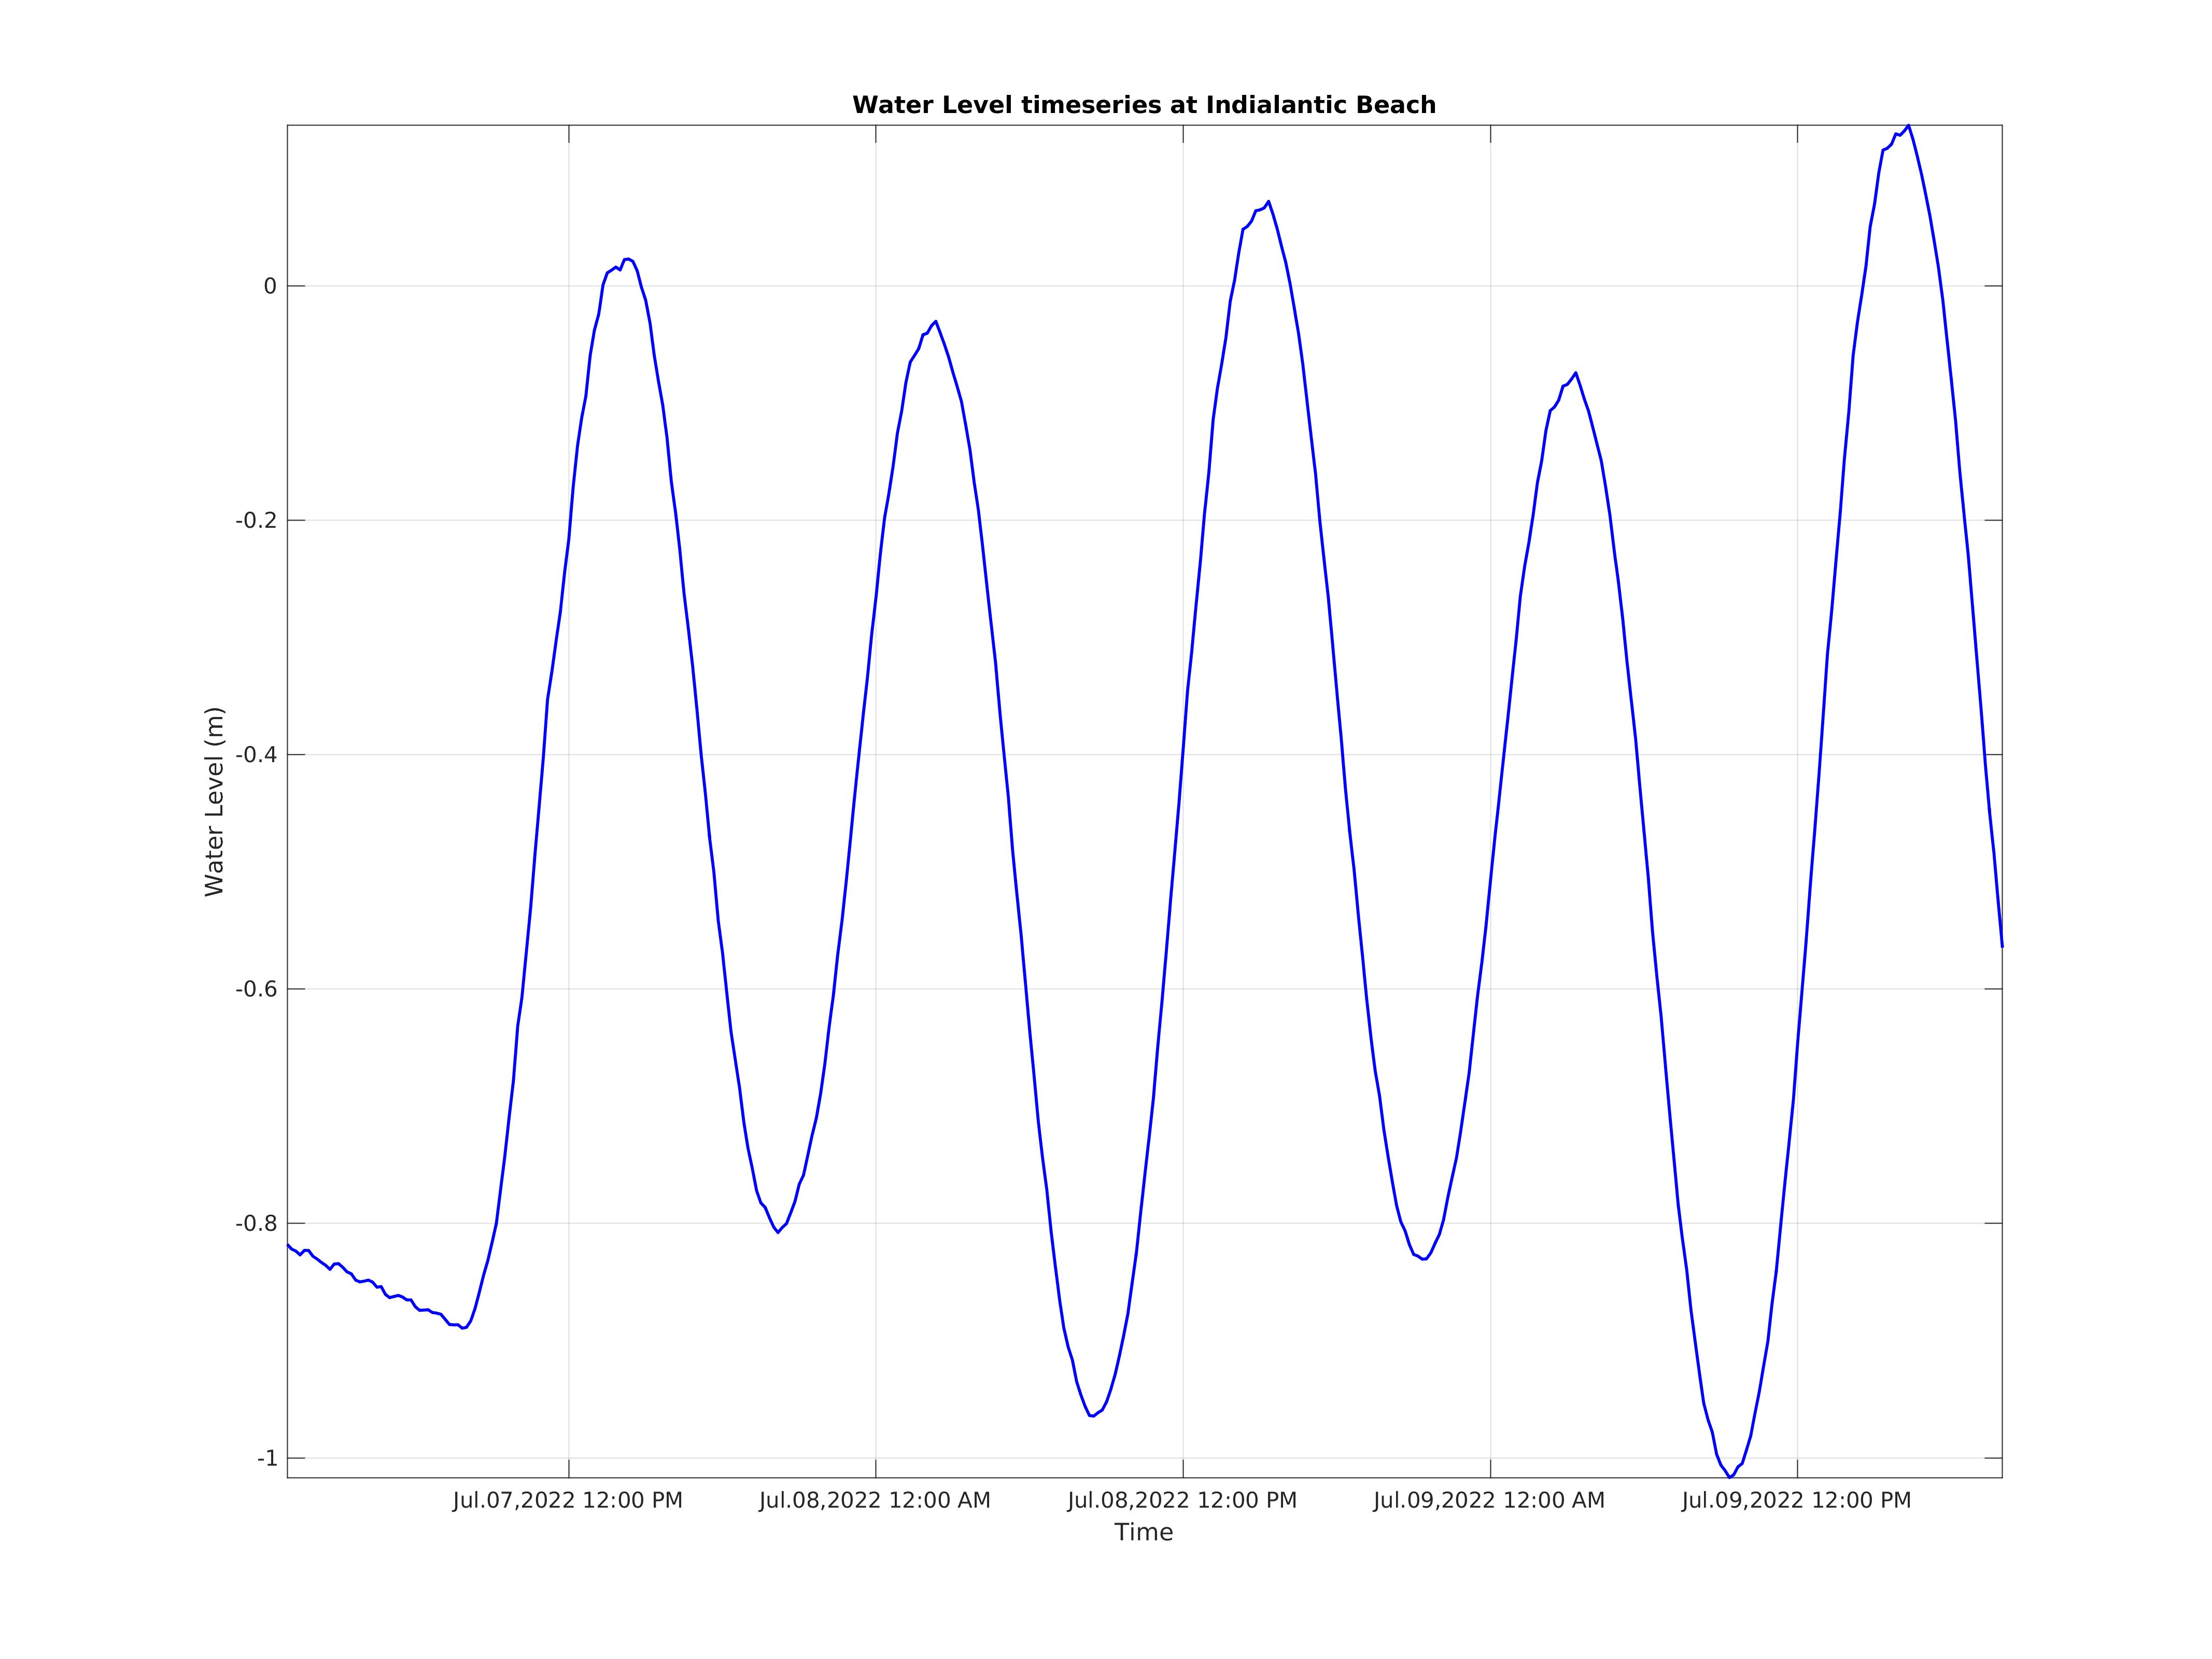 Water Level timeseries at Indialantic Beach
0
-0.2
-0.4
-0.6
-0.8
-1
Water Level (m)
Jul.07,2022 12:00 PM
Jul.08,2022 12:00 AM
Jul.08,2022 12:00 PM
Jul.09,2022 12:00 AM
Jul.09,2022 12:00 PM
Time